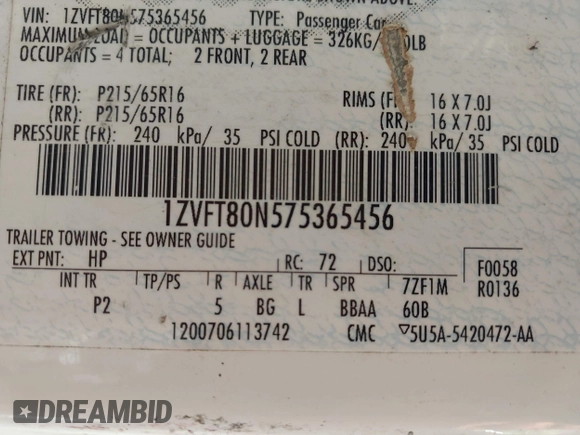 VIN: 1ZVFT80N575365456 TYPE: Passenger Car
MAXIMUM LOAD = OCCUPANTS + LUGGAGE = 326KG/ LB
OCCUPANTS = 4 TOTAL; 2 FRONT, 2 REAR
TIRE (FR): P215/65R16 RIMS (FR): 16 X 7.0J
(RR): P215/65R16 (RR): 16 X 7.0J
PRESSURE (FR): 240 kPa/ 35 PSI COLD (RR): 240 kPa/ 35 PSI COLD
1ZVFT80N575365456
TRAILER TOWING - SEE OWNER GUIDE
EXT PNT: HP RC: 72 DSO: F0058
INT TR TP/PS R AXLE TR SPR 7ZF1M R0136
P2 5 BG L BBAA 60B
1200706113742 CMC ▽5U5A-5420472-AA
DREAMBID